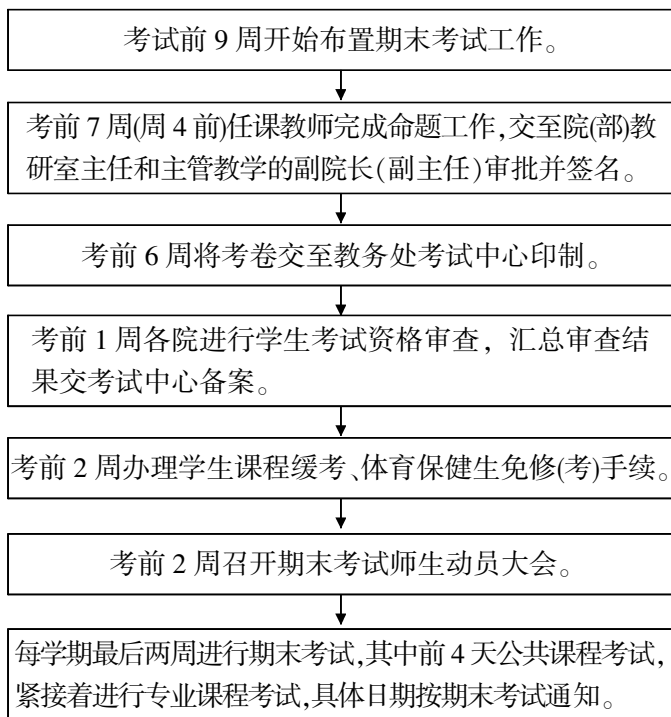 考试前 9 周开始布置期末考试工作。
考前 7 周(周 4 前)任课教师完成命题工作,交至院(部)教
研室主任和主管教学的副院长(副主任)审批并签名。
考前 6 周将考卷交至教务处考试中心印制。
考前 1 周各院进行学生考试资格审查，汇总审查结
果交考试中心备案。
考前 2 周办理学生课程缓考、体育保健生免修(考)手续。
考前 2 周召开期末考试师生动员大会。
每学期最后两周进行期末考试,其中前 4 天公共课程考试,
紧接着进行专业课程考试,具体日期按期末考试通知。